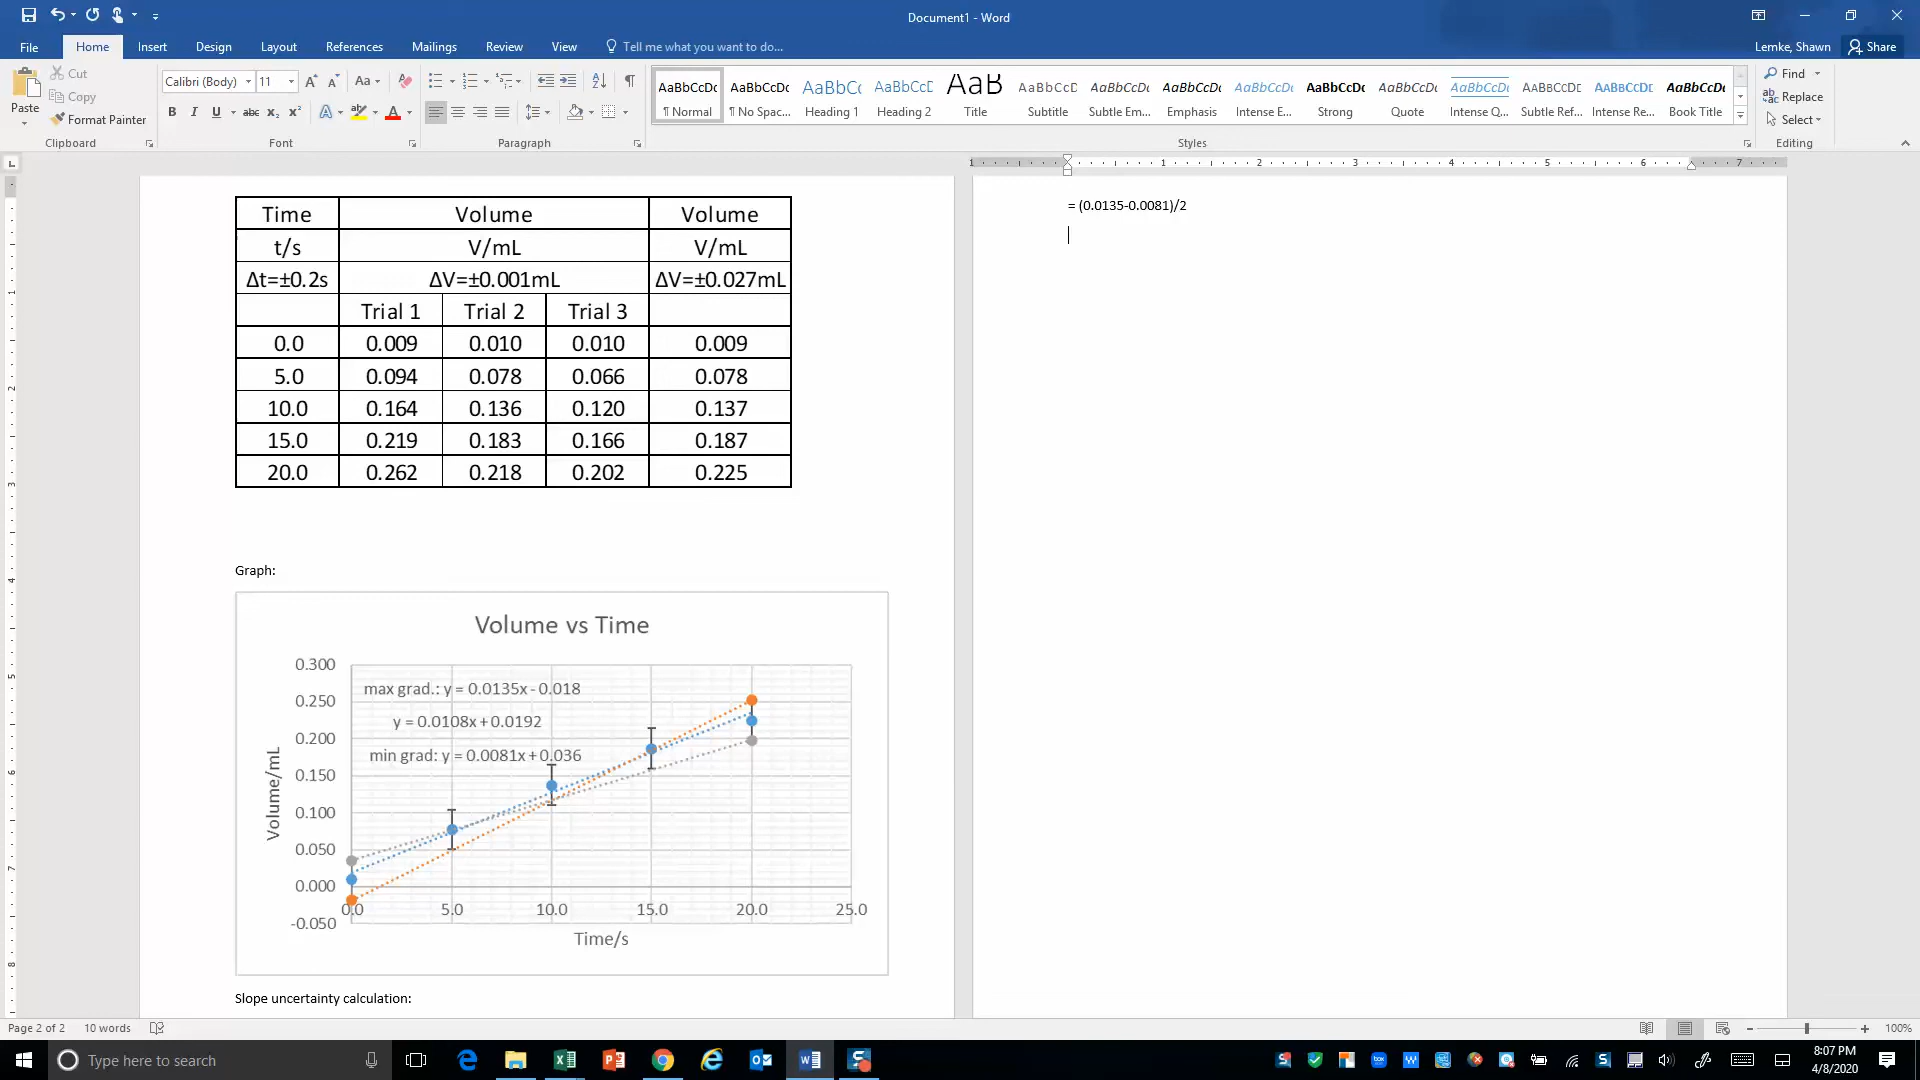 Document1 - Word
File Home Insert Design Layout References Mailings Review View Tell me what you want to do... Lemke, Shawn Share
Paste Cut Copy Format Painter
Calibri (Body) 11
AaBbCcDc AaBbCcDc AaBbCc AaBbCcD AaB AaBbCcD AaBbCcDc AaBbCcDc AaBbCcDc AaBbCcDc AaBbCcDc AaBbCcDc AABBCCDD AABBCCDD AaBbCcDc
¶ Normal ¶ No Spac... Heading 1 Heading 2 Title Subtitle Subtle Em... Emphasis Intense E... Strong Quote Intense Q... Subtle Ref... Intense Re... Book Title
Find Replace Select
Clipboard Font Paragraph Styles Editing
Time Volume Volume
t/s V/mL V/mL
Δt=±0.2s ΔV=±0.001mL ΔV=±0.027mL
Trial 1 Trial 2 Trial 3
0.0 0.009 0.010 0.010 0.009
5.0 0.094 0.078 0.066 0.078
10.0 0.164 0.136 0.120 0.137
15.0 0.219 0.183 0.166 0.187
20.0 0.262 0.218 0.202 0.225
Graph:
Volume vs Time
0.300
0.250
0.200
0.150
0.100
0.050
0.000
-0.050
Volume/mL
max grad.: y = 0.0135x - 0.018
y = 0.0108x + 0.0192
min grad: y = 0.0081x + 0.036
0.0 5.0 10.0 15.0 20.0 25.0
Time/s
Slope uncertainty calculation:
= (0.0135-0.0081)/2
Page 2 of 2 10 words 100%
Type here to search
8:07 PM
4/8/2020